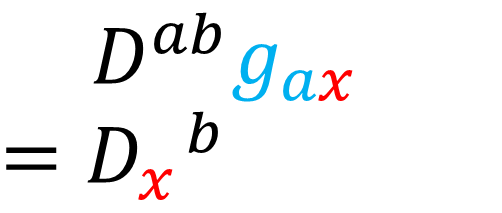 D^{ab} g_{ax}
= D_x{}^b